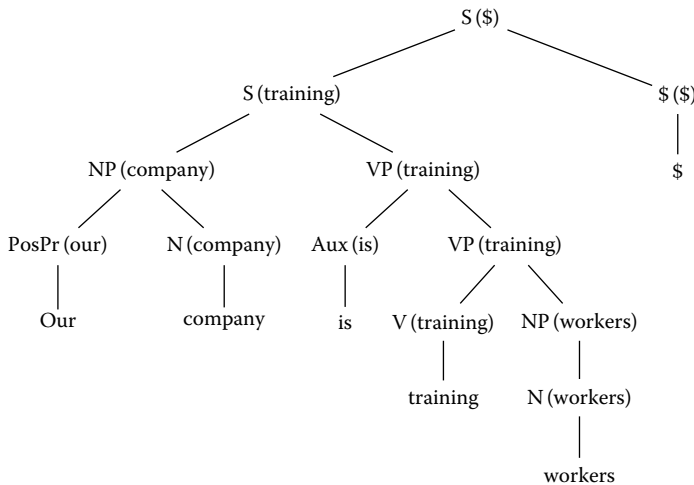 S ($)
S (training) $ ($)
NP (company) VP (training) $
PosPr (our) N (company) Aux (is) VP (training)
Our company is V (training) NP (workers)
training N (workers)
workers